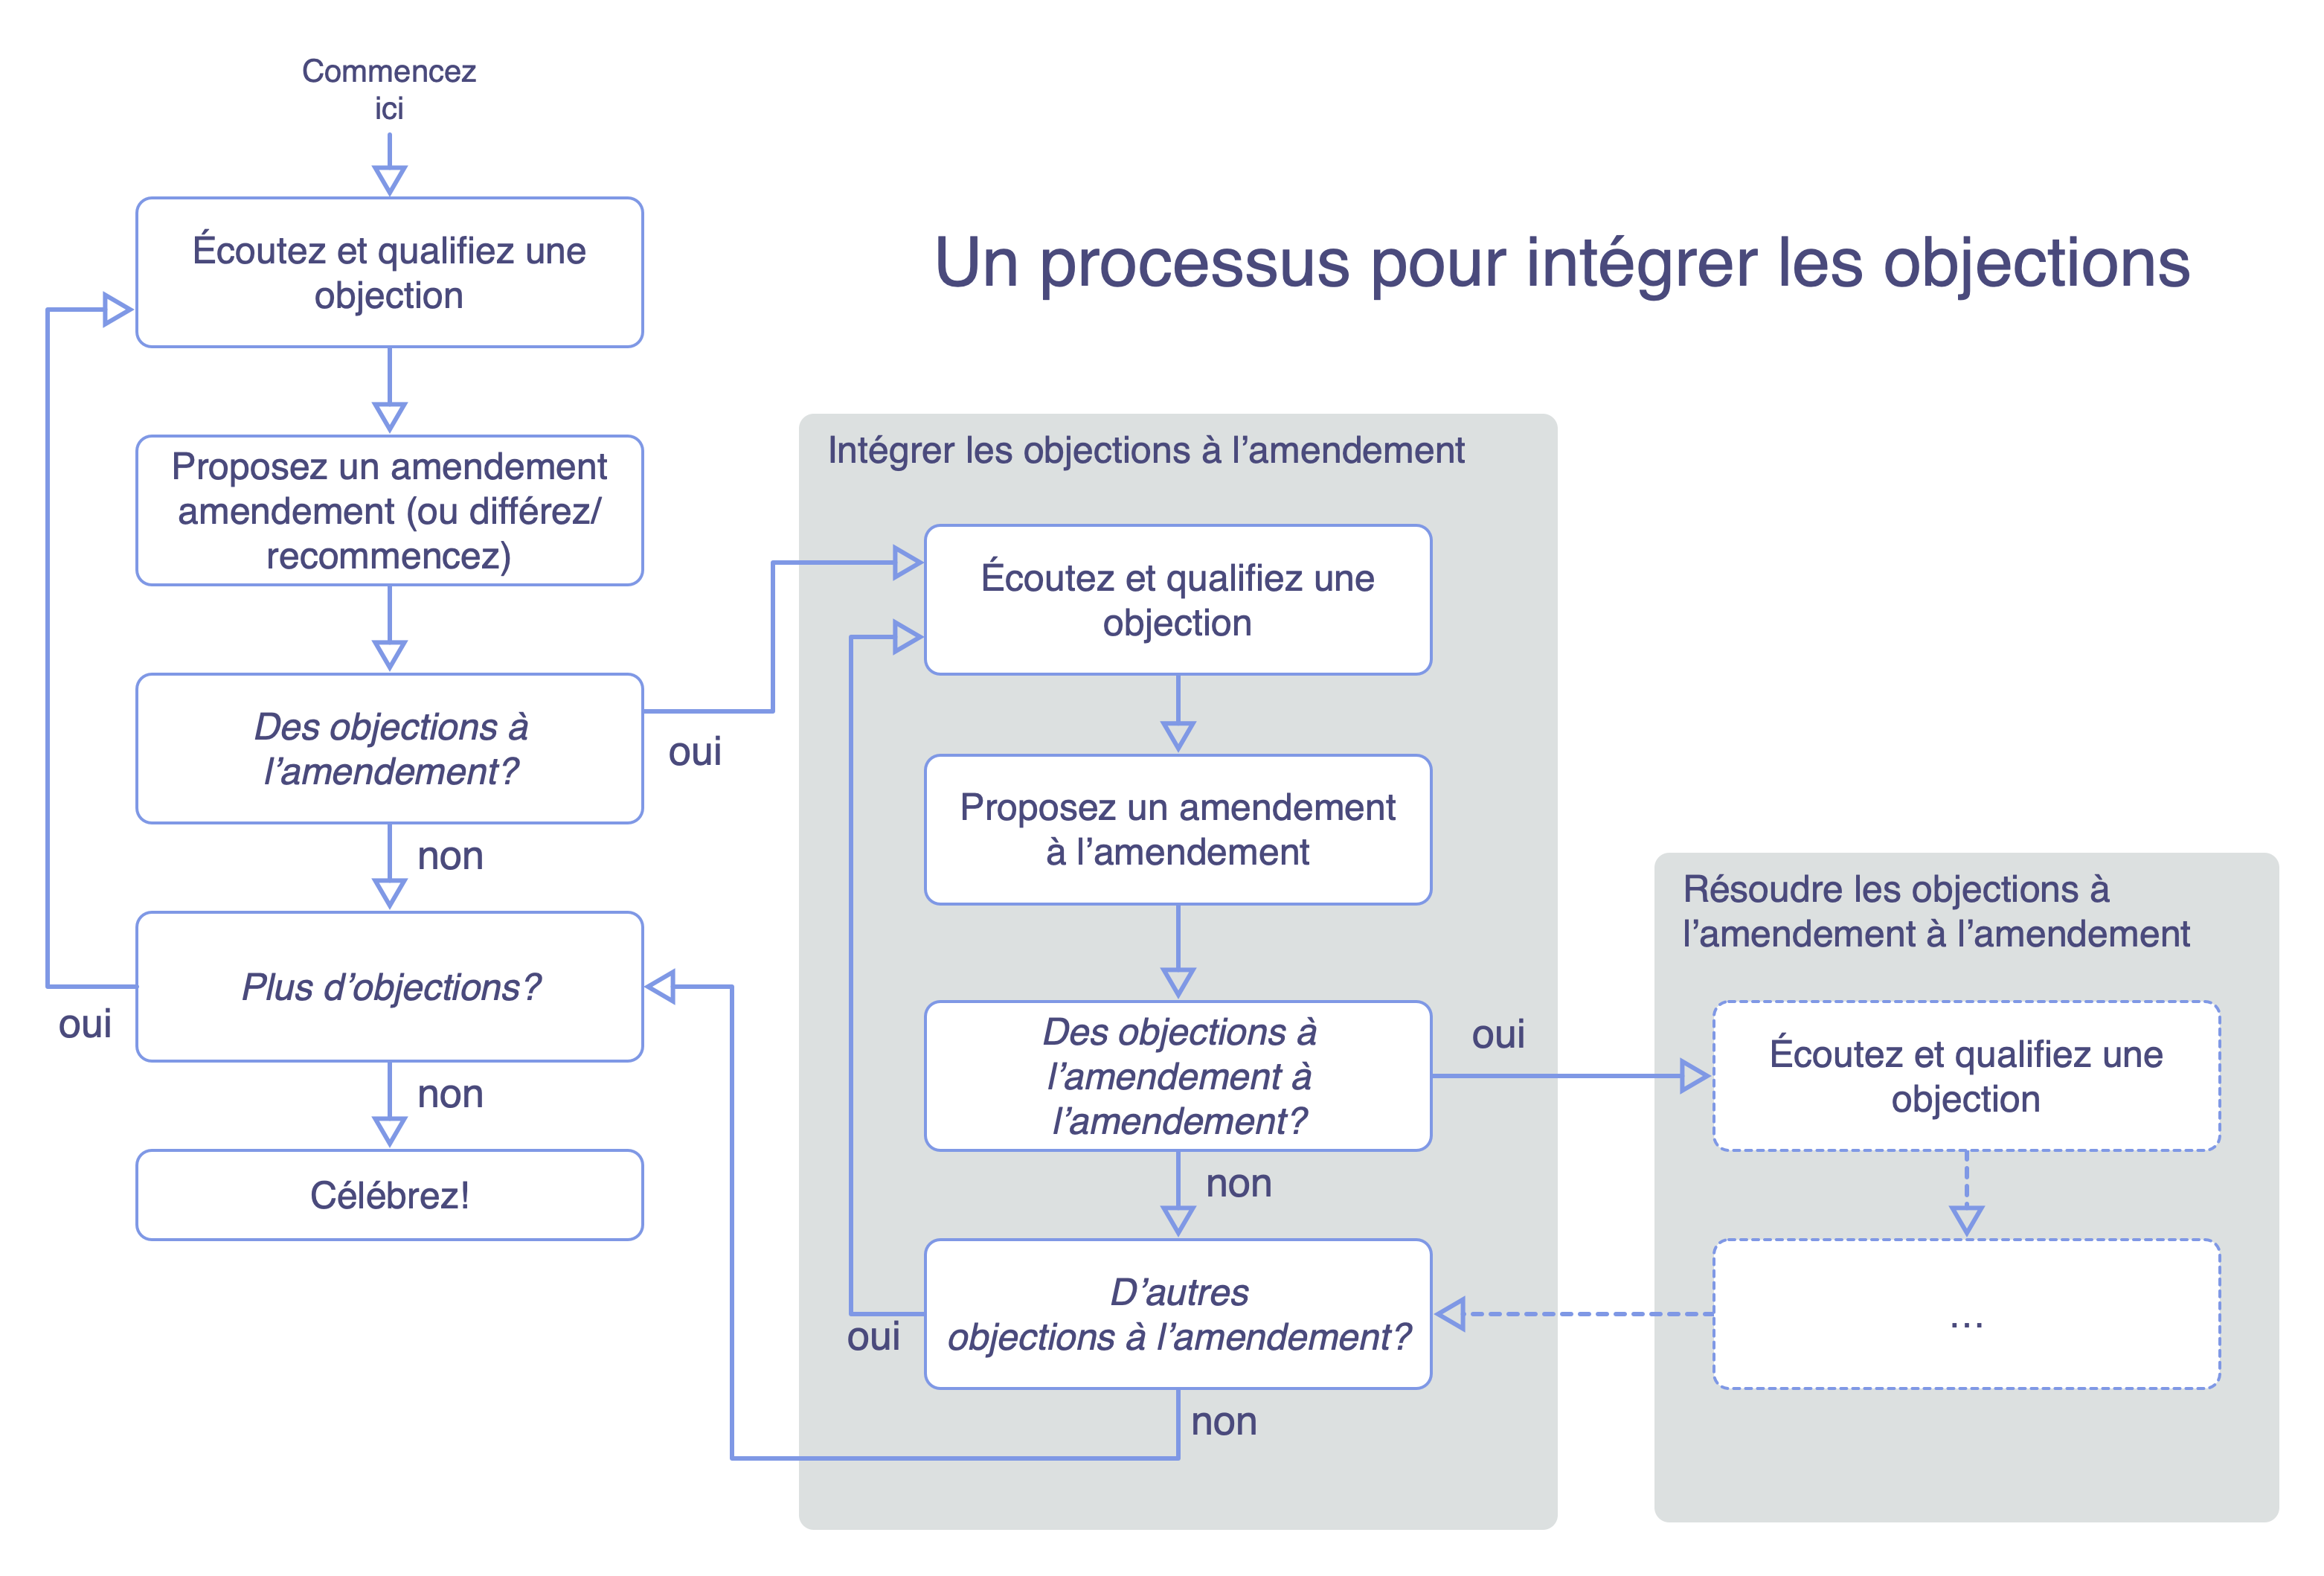 Commencez
ici
Un processus pour intégrer les objections
Écoutez et qualifiez une
objection
Proposez un amendement
amendement (ou différez/
recommencez)
Des objections à
l’amendement?
oui
non
Plus d’objections?
oui
non
Célébrez!
Intégrer les objections à l’amendement
Écoutez et qualifiez une
objection
Proposez un amendement
à l’amendement
Des objections à
l’amendement à
l’amendement?
oui
non
D’autres
objections à l’amendement?
oui
non
Résoudre les objections à
l’amendement à l’amendement
Écoutez et qualifiez une
objection
...